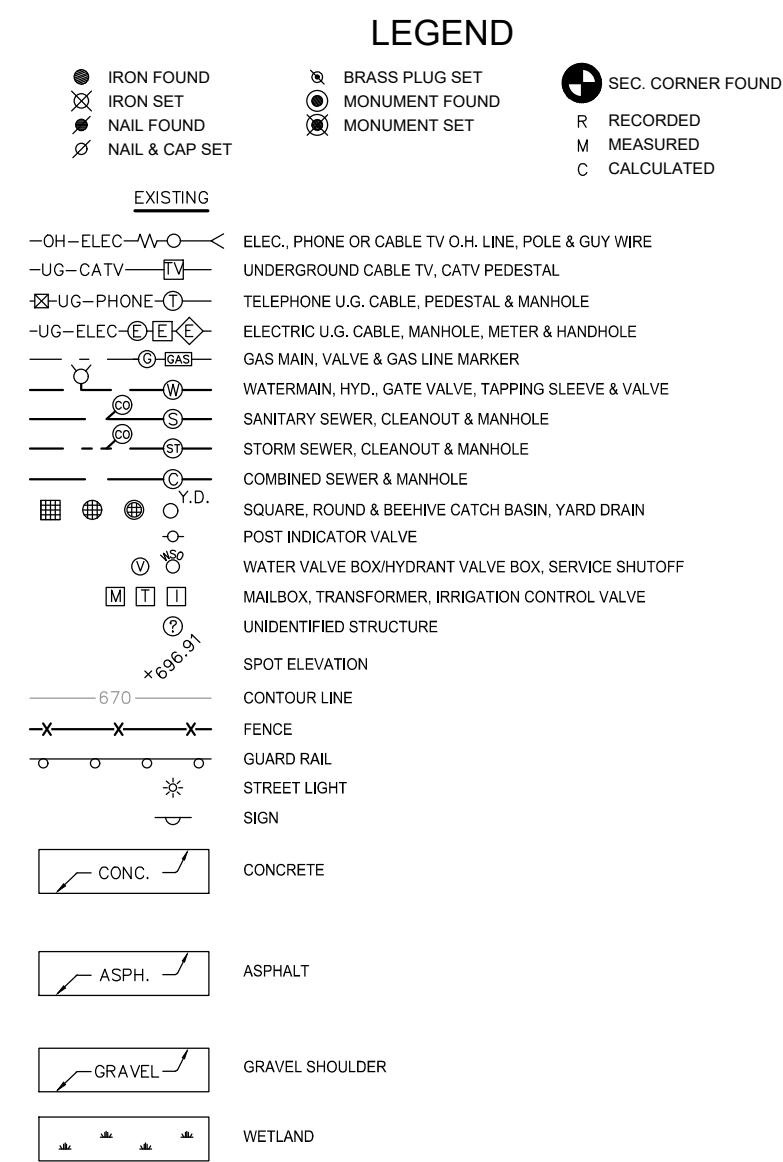 LEGEND
IRON FOUND
IRON SET
NAIL FOUND
NAIL & CAP SET
BRASS PLUG SET
MONUMENT FOUND
MONUMENT SET
SEC. CORNER FOUND
R RECORDED
M MEASURED
C CALCULATED
EXISTING
OH-ELEC ELEC., PHONE OR CABLE TV O.H. LINE, POLE & GUY WIRE
UG-CATV TV UNDERGROUND CABLE TV, CATV PEDESTAL
UG-PHONE T TELEPHONE U.G. CABLE, PEDESTAL & MANHOLE
UG-ELEC E E E ELECTRIC U.G. CABLE, MANHOLE, METER & HANDHOLE
G GAS GAS MAIN, VALVE & GAS LINE MARKER
W WATERMAIN, HYD., GATE VALVE, TAPPING SLEEVE & VALVE
CO S SANITARY SEWER, CLEANOUT & MANHOLE
CO ST STORM SEWER, CLEANOUT & MANHOLE
C COMBINED SEWER & MANHOLE
Y.D. SQUARE, ROUND & BEEHIVE CATCH BASIN, YARD DRAIN
POST INDICATOR VALVE
V WSO WATER VALVE BOX/HYDRANT VALVE BOX, SERVICE SHUTOFF
M T I MAILBOX, TRANSFORMER, IRRIGATION CONTROL VALVE
? UNIDENTIFIED STRUCTURE
×696.91 SPOT ELEVATION
670 CONTOUR LINE
X X X FENCE
GUARD RAIL
STREET LIGHT
SIGN
CONC. CONCRETE
ASPH. ASPHALT
GRAVEL GRAVEL SHOULDER
WETLAND